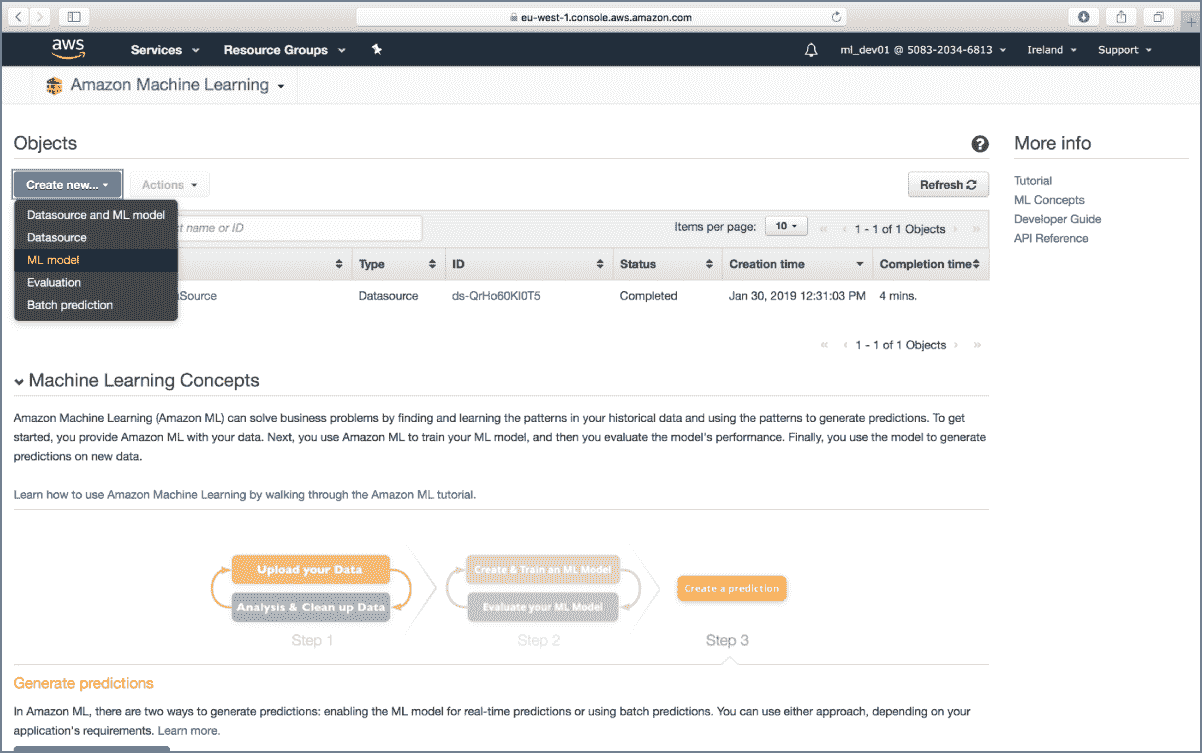 eu-west-1.console.aws.amazon.com
aws
Services
Resource Groups
ml_dev01 @ 5083-2034-6813
Ireland
Support
Amazon Machine Learning
Objects
?
More info
Create new...
Actions
Refresh
Tutorial
ML Concepts
Developer Guide
API Reference
Datasource and ML model
Datasource
ML model
Evaluation
Batch prediction
name or ID
Items per page:
10
« ‹ 1 - 1 of 1 Objects › »
Type
ID
Status
Creation time
Completion time
Source
Datasource
Completed
Jan 30, 2019 12:31:03 PM
4 mins.
« ‹ 1 - 1 of 1 Objects › »
Machine Learning Concepts
Amazon Machine Learning (Amazon ML) can solve business problems by finding and learning the patterns in your historical data and using the patterns to generate predictions. To get
started, you provide Amazon ML with your data. Next, you use Amazon ML to train your ML model, and then you evaluate the model's performance. Finally, you use the model to generate
predictions on new data.
Learn how to use Amazon Machine Learning by walking through the Amazon ML tutorial.
Upload your Data
Analysis & Clean up Data
Step 1
Create & Train an ML Model
Evaluate your ML Model
Step 2
Create a prediction
Step 3
Generate predictions
In Amazon ML, there are two ways to generate predictions: enabling the ML model for real-time predictions or using batch predictions. You can use either approach, depending on your
application's requirements. Learn more.